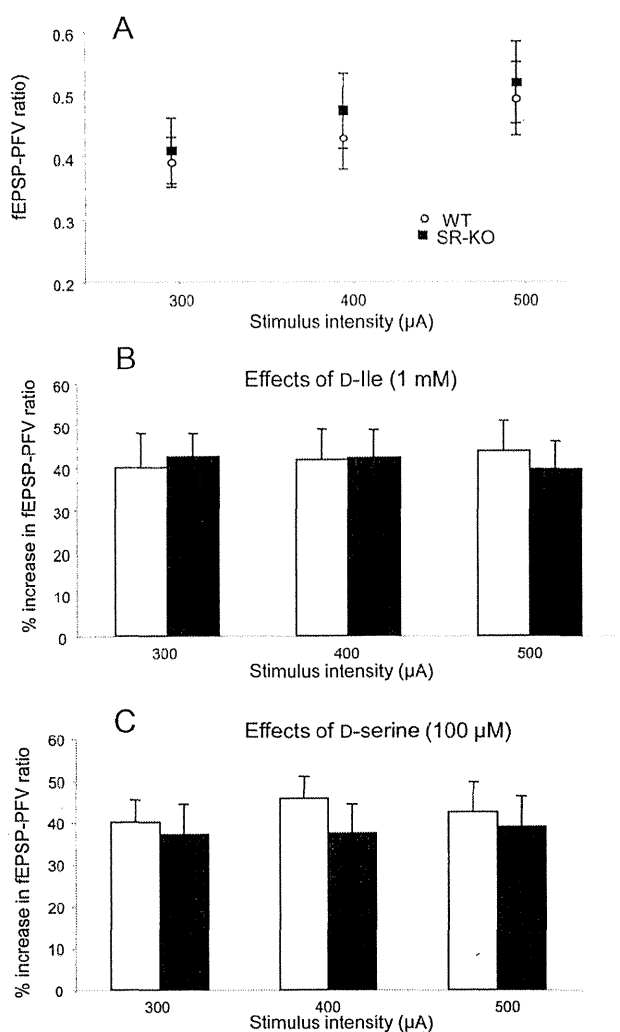 A
fEPSP-PFV ratio)
0.6
0.5
0.4
0.3
0.2
WT
SR-KO
300 400 500
Stimulus intensity (µA)
B
Effects of D-Ile (1 mM)
% increase in fEPSP-PFV ratio
60
50
40
30
20
10
0
300 400 500
Stimulus intensity (µA)
C
Effects of D-serine (100 µM)
% increase in fEPSP-PFV ratio
60
50
40
30
20
10
0
300 400 500
Stimulus intensity (µA)